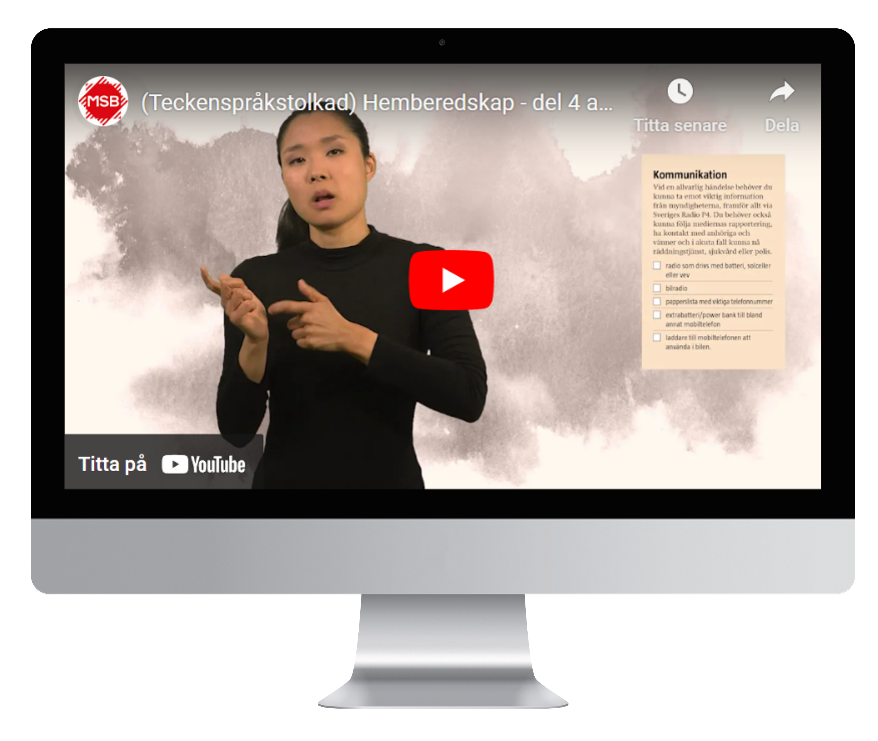 MSB
(Teckenspråkstolkad) Hemberedskap - del 4 a...
Titta senare
Dela
Kommunikation
Vid en allvarlig händelse behöver du
kunna ta emot viktig information
från myndigheterna, framför allt via
Sveriges Radio P4. Du behöver också
kunna följa mediernas rapportering,
ha kontakt med anhöriga och
vänner och i akuta fall kunna nå
räddningstjänst, sjukvård eller polis.
radio som drivs med batteri, solceller
eller vev
bilradio
papperslista med viktiga telefonnummer
extrabatteri/power bank till bland
annat mobiltelefon
laddare till mobiltelefonen att
använda i bilen.
Titta på YouTube